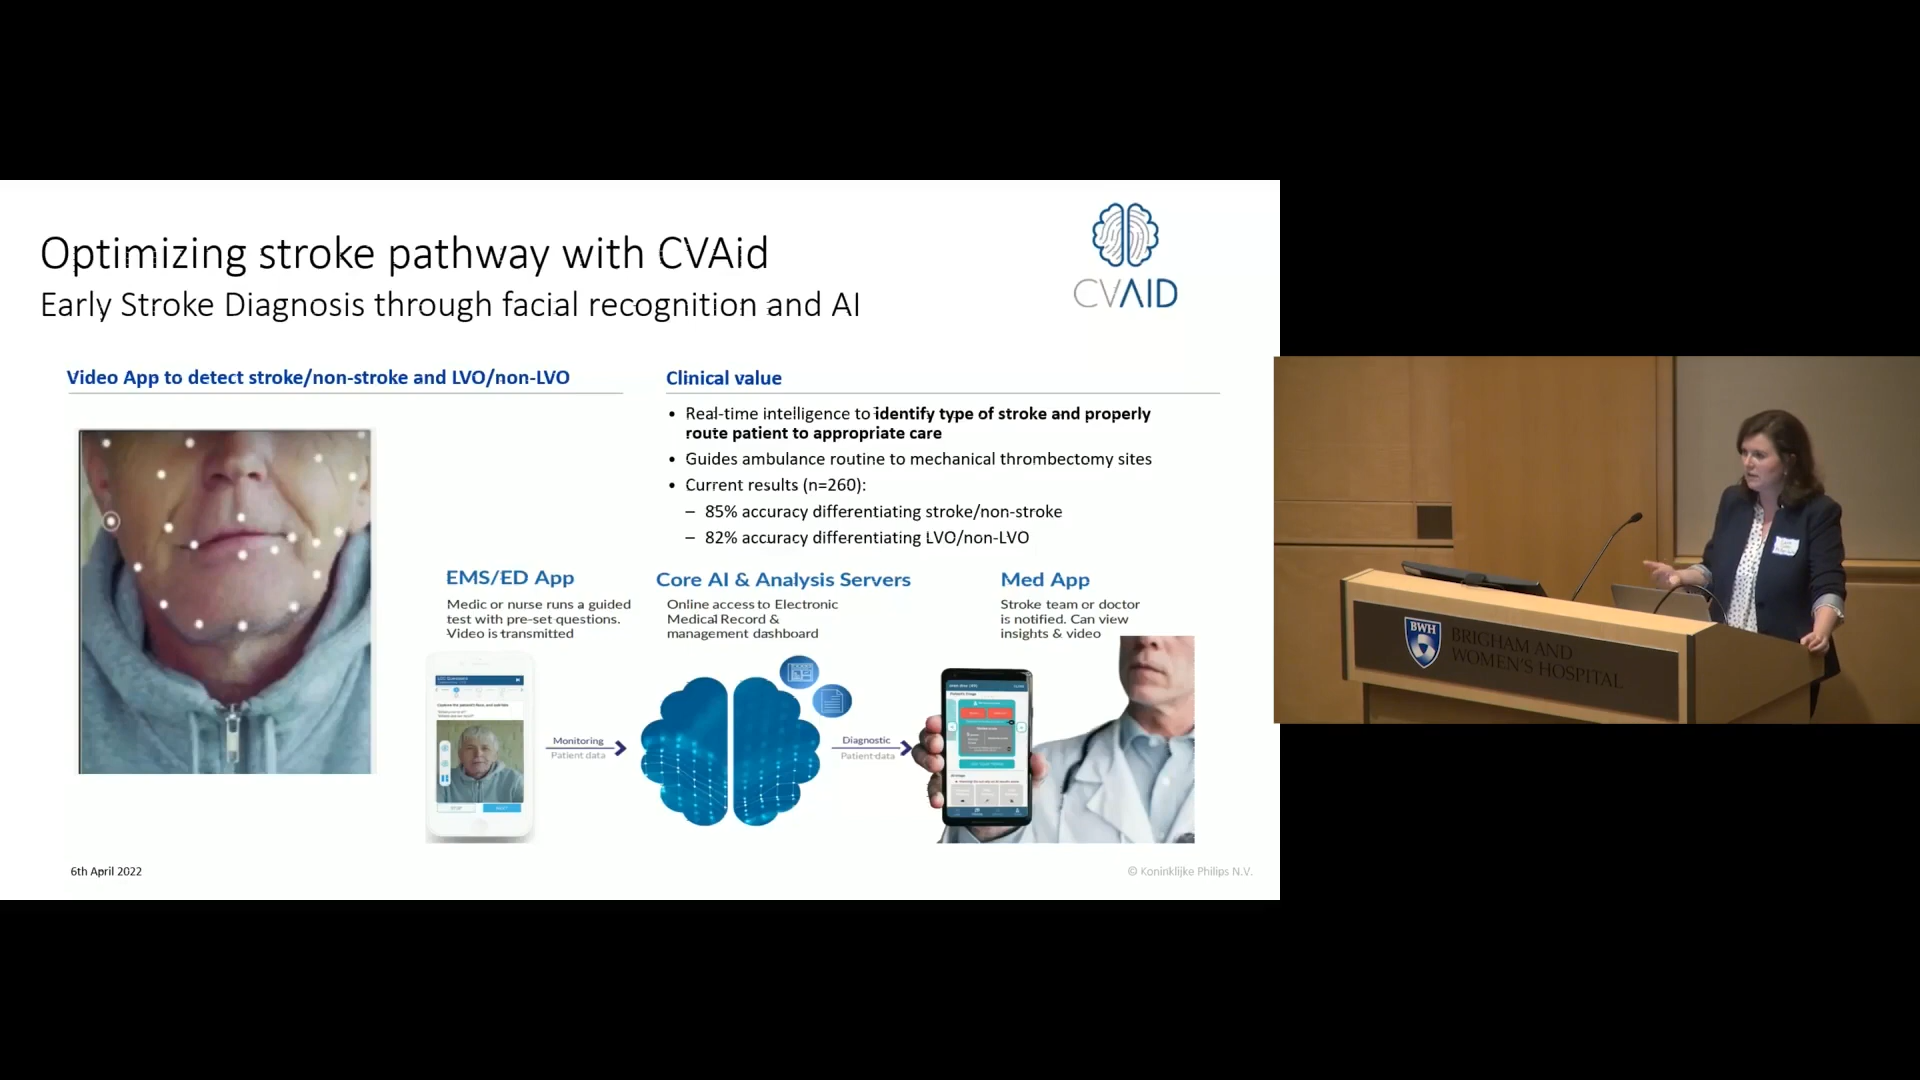 Optimizing stroke pathway with CVAid
Early Stroke Diagnosis through facial recognition and AI
CVAID
Video App to detect stroke/non-stroke and LVO/non-LVO
Clinical value
• Real-time intelligence to identify type of stroke and properly
route patient to appropriate care
• Guides ambulance routine to mechanical thrombectomy sites
• Current results (n=260):
– 85% accuracy differentiating stroke/non-stroke
– 82% accuracy differentiating LVO/non-LVO
EMS/ED App
Medic or nurse runs a guided
test with pre-set questions.
Video is transmitted
Core AI & Analysis Servers
Online access to Electronic
Medical Record &
management dashboard
Med App
Stroke team or doctor
is notified. Can view
insights & video
Monitoring
Patient data
Diagnostic
Patient data
6th April 2022
© Koninklijke Philips N.V.
BWH
BRIGHAM AND
WOMEN'S HOSPITAL